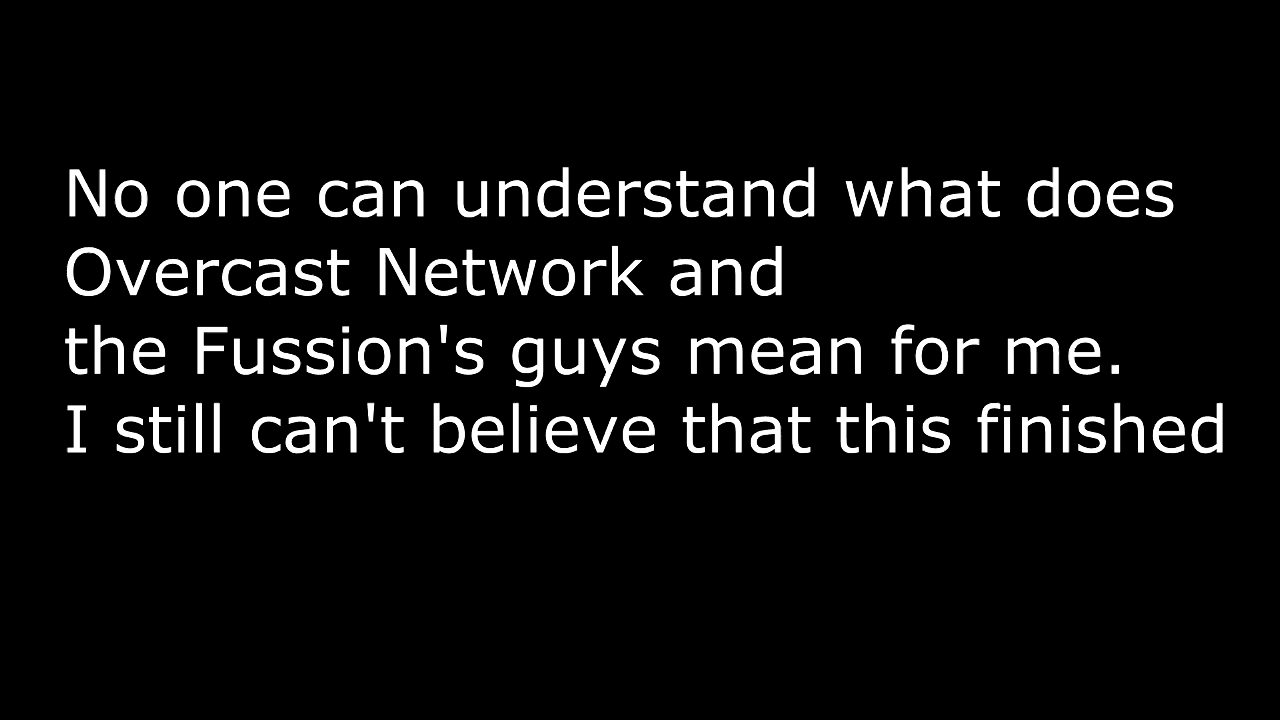 No one can understand what does
Overcast Network and
the Fussion's guys mean for me.
I still can't believe that this finished